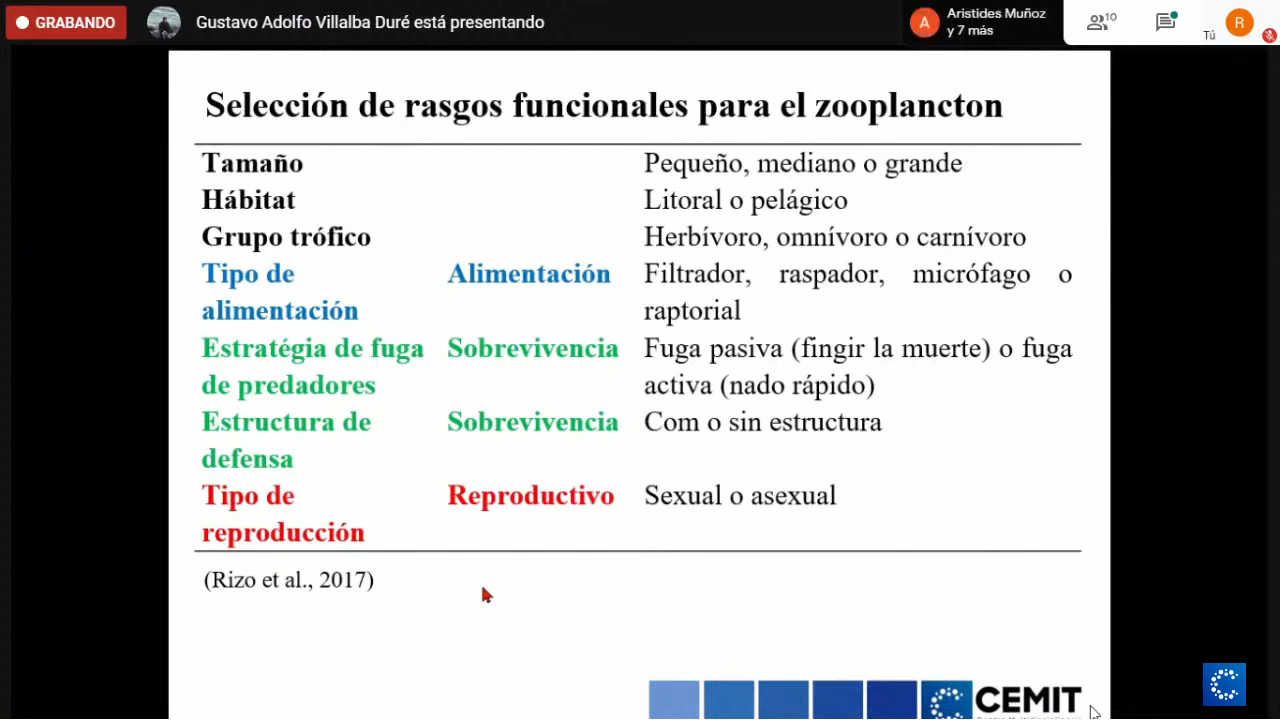 GRABANDO
Gustavo Adolfo Villalba Duré está presentando
A
Aristides Muñoz
y 7 más
10
Tú
R
Selección de rasgos funcionales para el zooplancton
Tamaño Pequeño, mediano o grande
Hábitat Litoral o pelágico
Grupo trófico Herbívoro, omnívoro o carnívoro
Tipo de Alimentación Filtrador, raspador, micrófago o
alimentación raptorial
Estratégia de fuga Sobrevivencia Fuga pasiva (fingir la muerte) o fuga
de predadores activa (nado rápido)
Estructura de Sobrevivencia Com o sin estructura
defensa
Tipo de Reproductivo Sexual o asexual
reproducción
(Rizo et al., 2017)
CEMIT